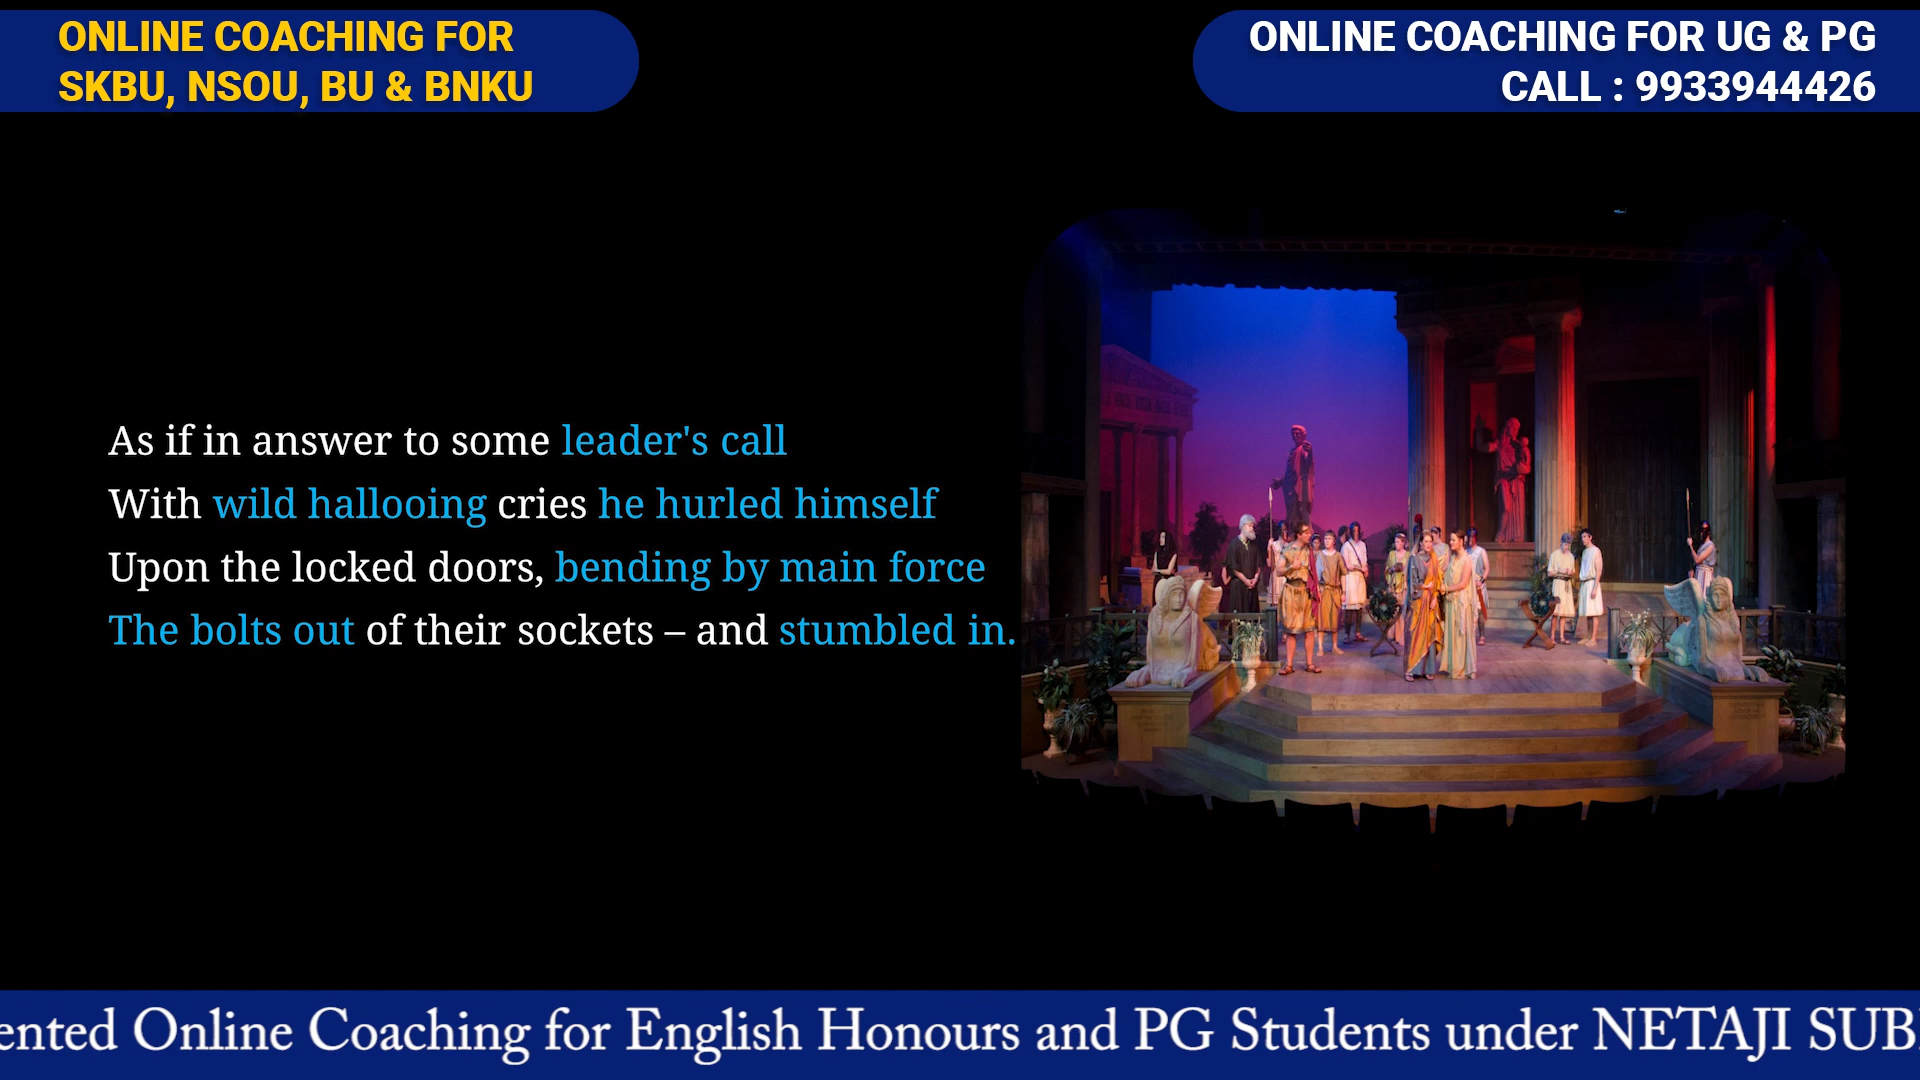 ONLINE COACHING FOR
SKBU, NSOU, BU & BNKU
ONLINE COACHING FOR UG & PG
CALL : 9933944426
As if in answer to some leader's call
With wild hallooing cries he hurled himself
Upon the locked doors, bending by main force
The bolts out of their sockets – and stumbled in.
ented Online Coaching for English Honours and PG Students under NETAJI SUB